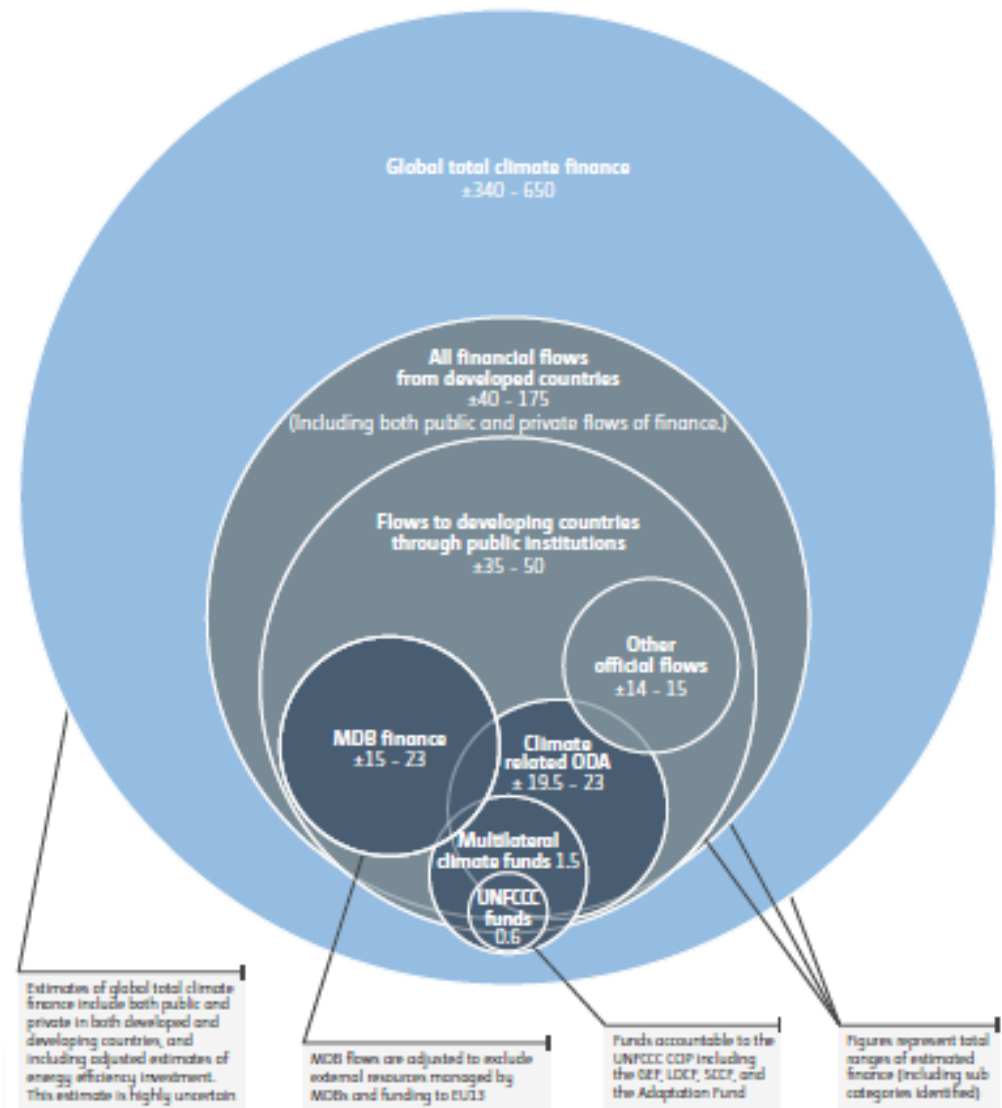 Global total climate finance
±340 - 650
All financial flows
from developed countries
±40 - 175
(Including both public and private flows of finance.)
Flows to developing countries
through public institutions
±35 - 50
Other
official flows
±14 - 15
MDB finance
±15 - 23
Climate
related ODA
± 19.5 - 23
Multilateral
climate funds 1.5
UNFCCC
funds
0.6
Estimates of global total climate
finance include both public and
private in both developed and
developing countries, and
including adjusted estimates of
energy efficiency investment.
This estimate is highly uncertain
MDB flows are adjusted to exclude
external resources managed by
MDBs and funding to EU13
Funds accountable to the
UNFCCC COP including
the GEF, LDCF, SCCF, and
the Adaptation Fund
Figures represent total
ranges of estimated
finance (including sub
categories identified)